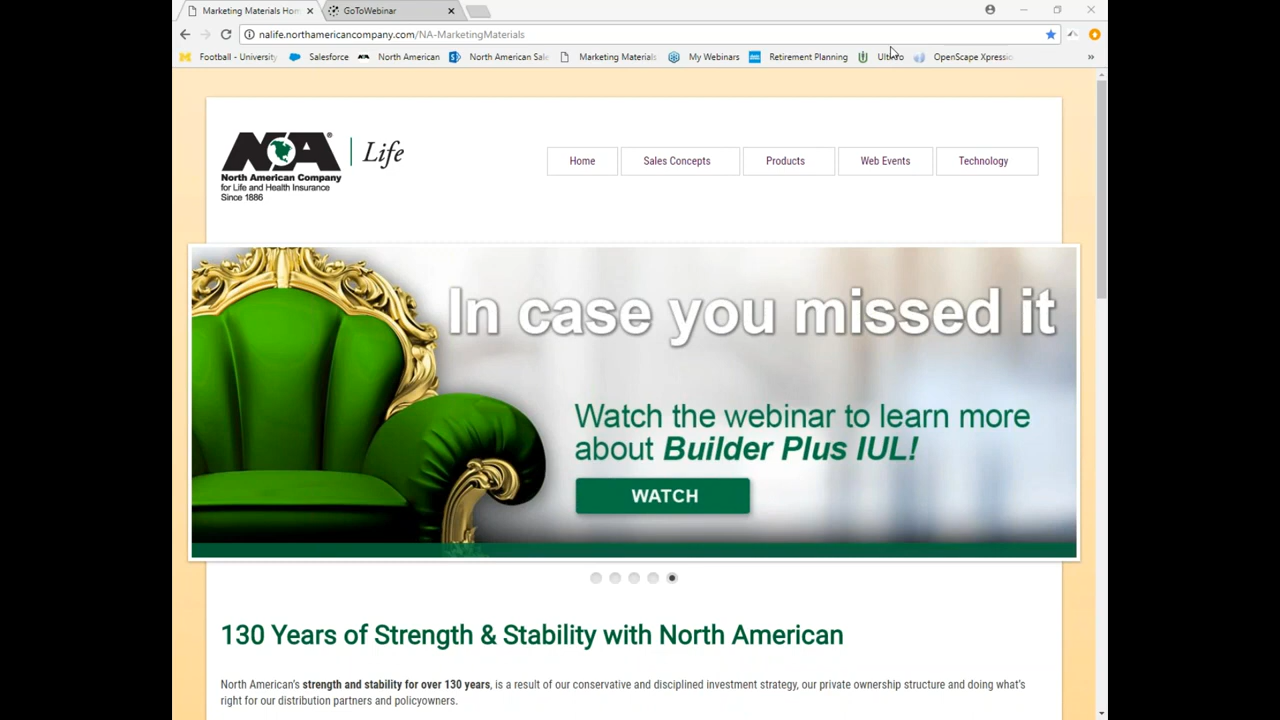 Marketing Materials Hom
GoToWebinar
nalife.northamericancompany.com/NA-MarketingMaterials
Football - University
Salesforce
North American
North American Sale
Marketing Materials
My Webinars
Retirement Planning
OpenScape Xpressio
»
NA®
North American Company
for Life and Health Insurance
Since 1886
Life
Home
Sales Concepts
Products
Web Events
Technology
In case you missed it
Watch the webinar to learn more
about Builder Plus IUL!
WATCH
130 Years of Strength & Stability with North American
North American's strength and stability for over 130 years, is a result of our conservative and disciplined investment strategy, our private ownership structure and doing what's
right for our distribution partners and policyowners.